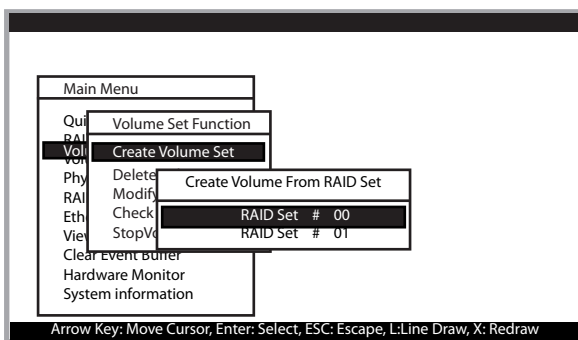 Main Menu
Qui
Volume Set Function
RAI
Vol
Create Volume Set
Phy
Delete
Create Volume From RAID Set
RAI
Modify
Eth
Check
RAID Set # 00
View
StopVo
RAID Set # 01
Clear Event Buffer
Hardware Monitor
System information
Arrow Key: Move Cursor, Enter: Select, ESC: Escape, L:Line Draw, X: Redraw